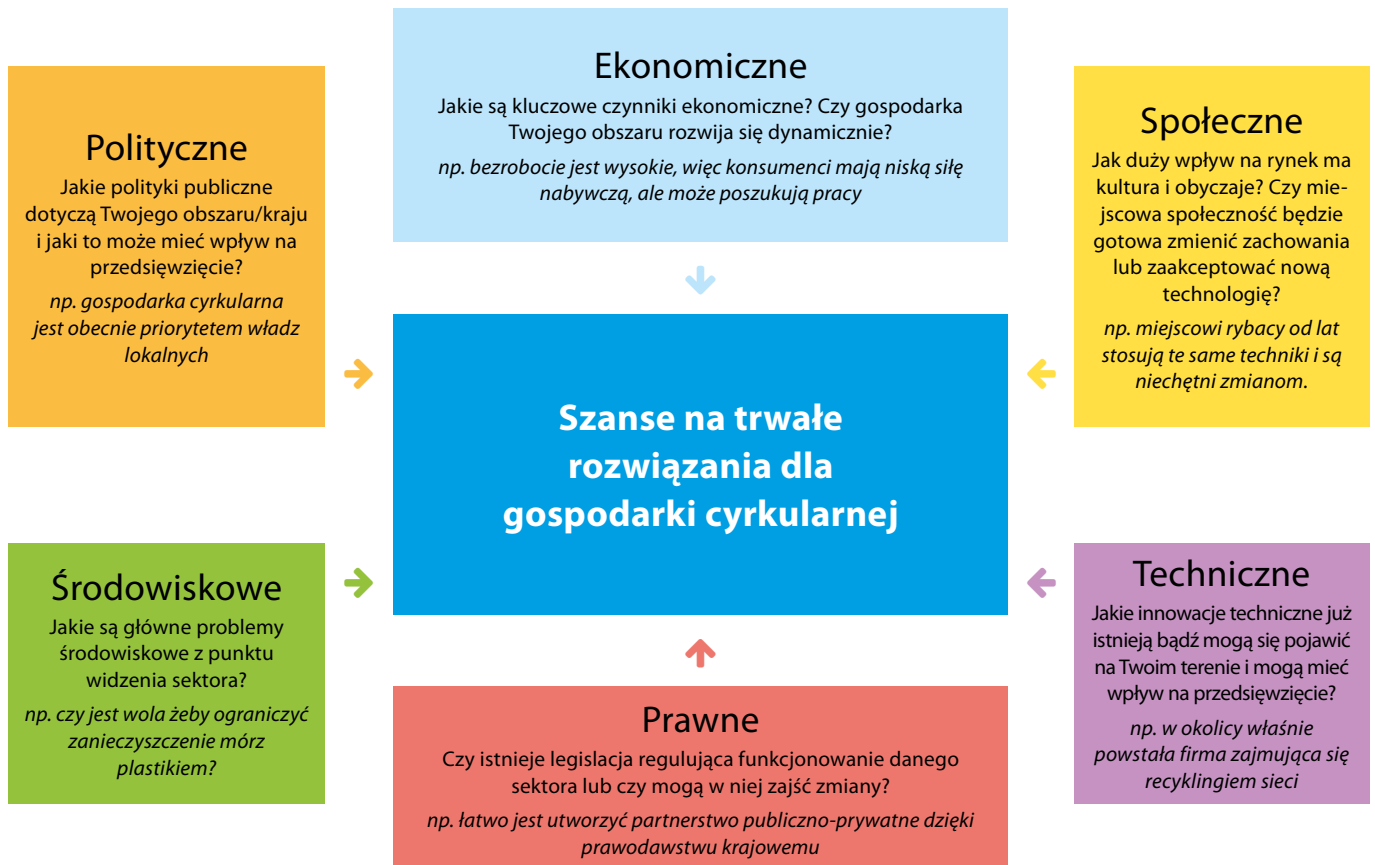 Ekonomiczne
Jakie są kluczowe czynniki ekonomiczne? Czy gospodarka
Twojego obszaru rozwija się dynamicznie?
np. bezrobocie jest wysokie, więc konsumenci mają niską siłę
nabywczą, ale może poszukują pracy
Polityczne
Jakie polityki publiczne
dotyczą Twojego obszaru/kraju
i jaki to może mieć wpływ na
przedsięwzięcie?
np. gospodarka cyrkularna
jest obecnie priorytetem władz
lokalnych
Społeczne
Jak duży wpływ na rynek ma
kultura i obyczaje? Czy mie-
jscowa społeczność będzie
gotowa zmienić zachowania
lub zaakceptować nową
technologię?
np. miejscowi rybacy od lat
stosują te same techniki i są
niechętni zmianom.
Szanse na trwałe
rozwiązania dla
gospodarki cyrkularnej
Środowiskowe
Jakie są główne problemy
środowiskowe z punktu
widzenia sektora?
np. czy jest wola żeby ograniczyć
zanieczyszczenie mórz
plastikiem?
Techniczne
Jakie innowacje techniczne już
istnieją bądź mogą się pojawić
na Twoim terenie i mogą mieć
wpływ na przedsięwzięcie?
np. w okolicy właśnie
powstała firma zajmująca się
recyklingiem sieci
Prawne
Czy istnieje legislacja regulująca funkcjonowanie danego
sektora lub czy mogą w niej zajść zmiany?
np. łatwo jest utworzyć partnerstwo publiczno-prywatne dzięki
prawodawstwu krajowemu